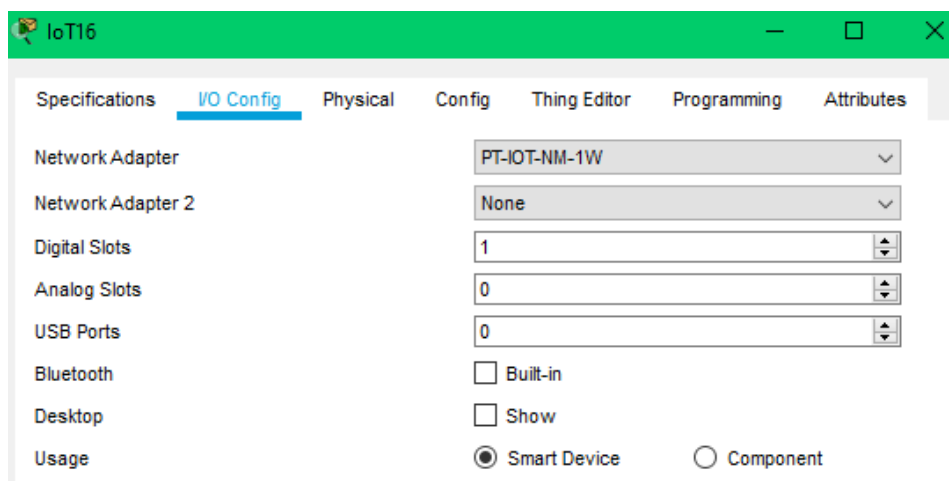 IoT16
Specifications I/O Config Physical Config Thing Editor Programming Attributes
Network Adapter PT-IOT-NM-1W
Network Adapter 2 None
Digital Slots 1
Analog Slots 0
USB Ports 0
Bluetooth Built-in
Desktop Show
Usage Smart Device Component